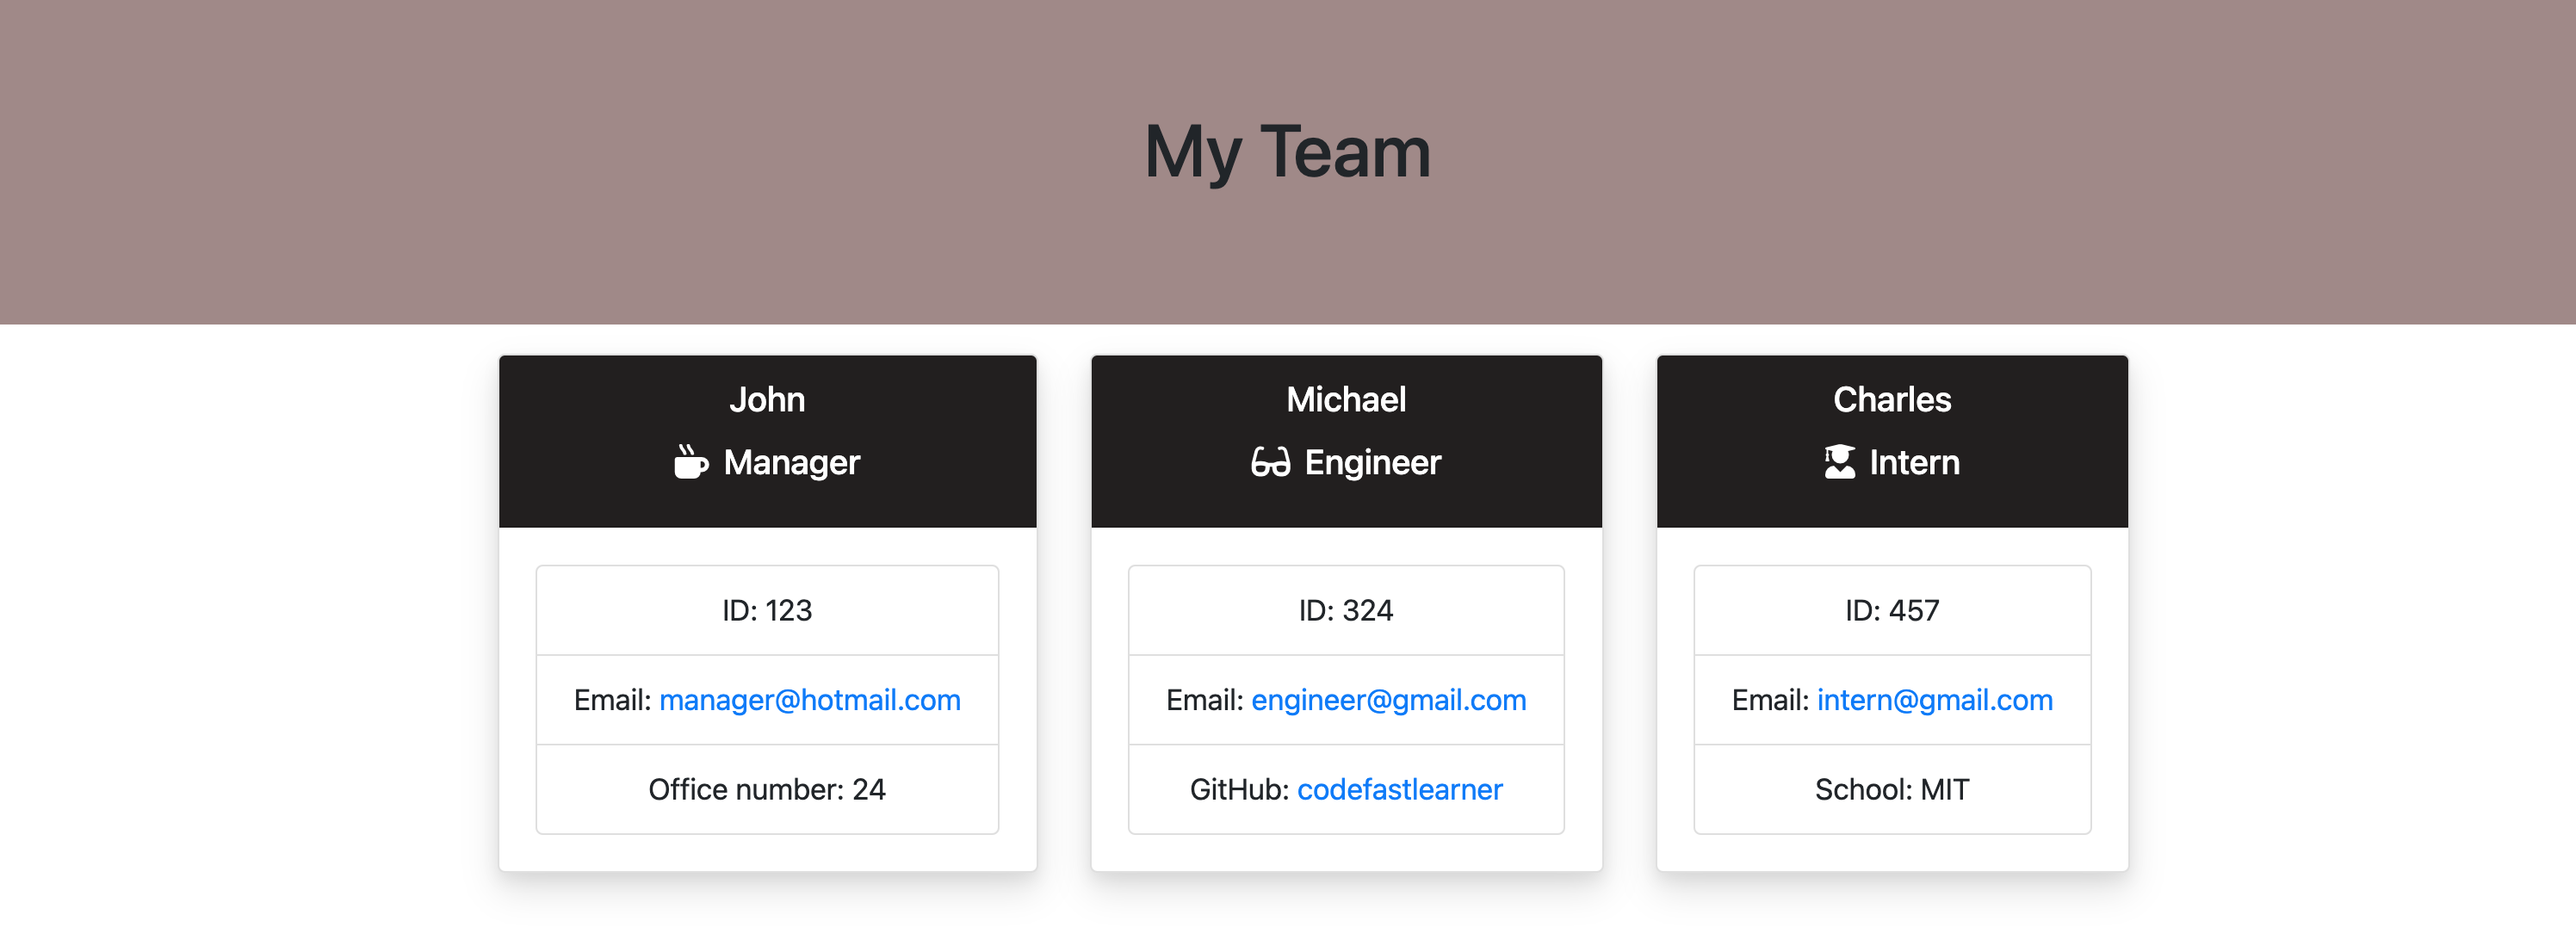 My Team
John
Manager
ID: 123
Email: manager@hotmail.com
Office number: 24
Michael
Engineer
ID: 324
Email: engineer@gmail.com
GitHub: codefastlearner
Charles
Intern
ID: 457
Email: intern@gmail.com
School: MIT